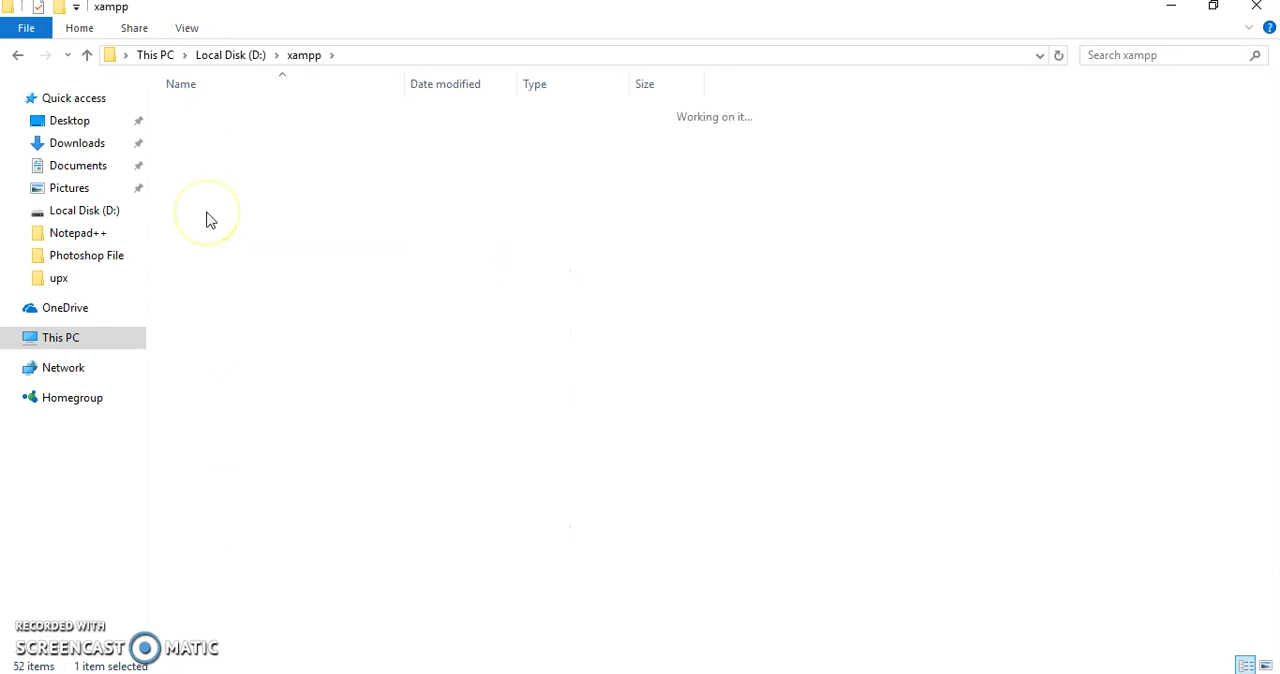 xampp
File Home Share View
This PC Local Disk (D:) xampp Search xampp
Name Date modified Type Size
Working on it...
Quick access
Desktop
Downloads
Documents
Pictures
Local Disk (D:)
Notepad++
Photoshop File
upx
OneDrive
This PC
Network
Homegroup
RECORDED WITH
SCREENCAST MATIC
52 items 1 item selected